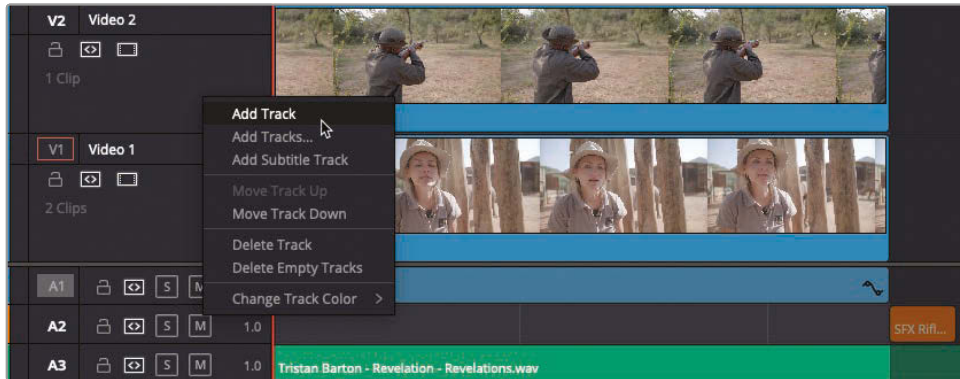 V2 Video 2
1 Clip
Add Track
Add Tracks...
Add Subtitle Track
Move Track Up
Move Track Down
Delete Track
Delete Empty Tracks
Change Track Color >
V1 Video 1
2 Clips
A1 S M
A2 S M 1.0
SFX Rifl...
A3 S M 1.0
Tristan Barton - Revelation - Revelations.wav